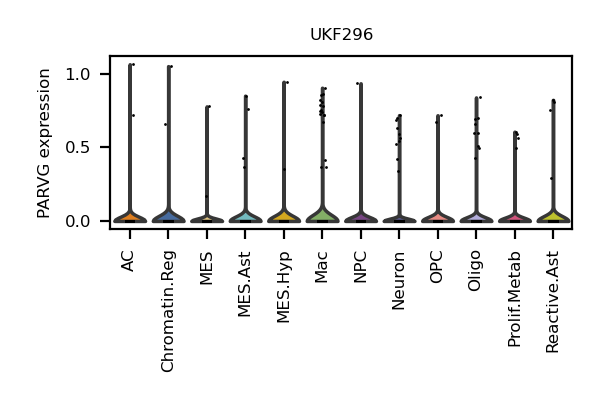 UKF296
PARVG expression
1.0
0.5
0.0
AC
Chromatin.Reg
MES
MES.Ast
MES.Hyp
Mac
NPC
Neuron
OPC
Oligo
Prolif.Metab
Reactive.Ast